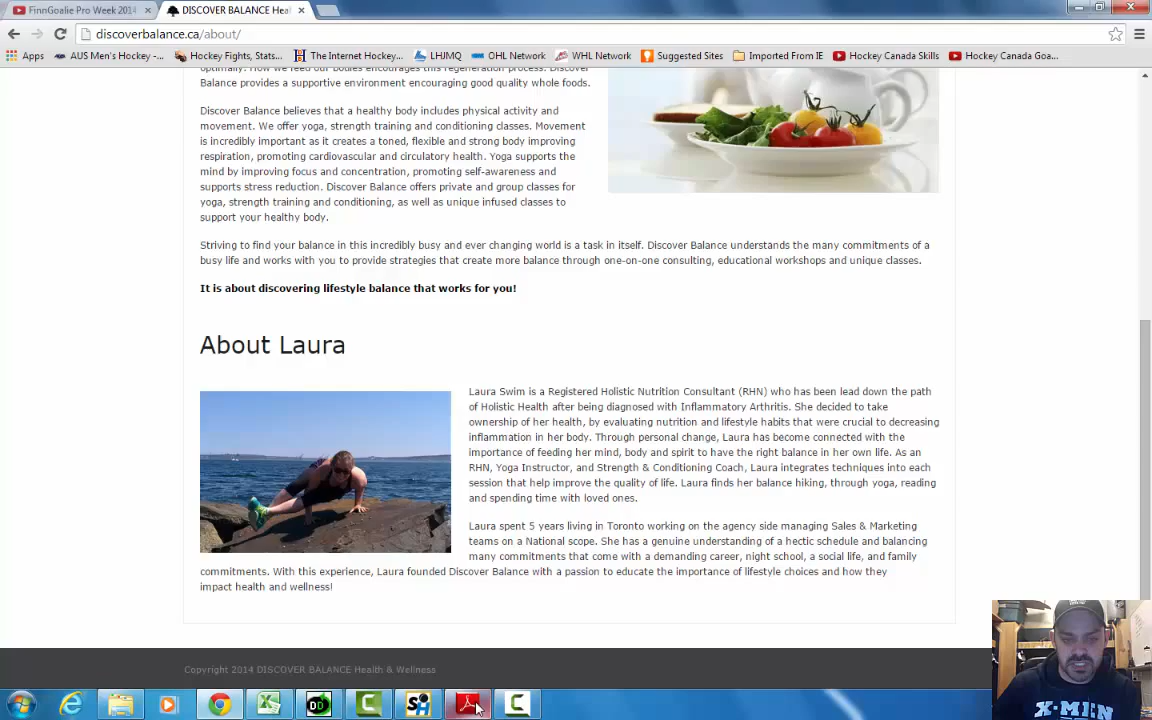 FinnGoalie Pro Week 2014
DISCOVER BALANCE Hea
discoverbalance.ca/about/
Apps AUS Men's Hockey -... Hockey Fights, Stats... The Internet Hockey... LHJMQ OHL Network WHL Network Suggested Sites Imported From IE Hockey Canada Skills Hockey Canada Goa...
optimally. How we feed our bodies encourages this regeneration process. Discover
Balance provides a supportive environment encouraging good quality whole foods.
Discover Balance believes that a healthy body includes physical activity and
movement. We offer yoga, strength training and conditioning classes. Movement
is incredibly important as it creates a toned, flexible and strong body improving
respiration, promoting cardiovascular and circulatory health. Yoga supports the
mind by improving focus and concentration, promoting self-awareness and
supports stress reduction. Discover Balance offers private and group classes for
yoga, strength training and conditioning, as well as unique infused classes to
support your healthy body.
Striving to find your balance in this incredibly busy and ever changing world is a task in itself. Discover Balance understands the many commitments of a
busy life and works with you to provide strategies that create more balance through one-on-one consulting, educational workshops and unique classes.
It is about discovering lifestyle balance that works for you!
About Laura
Laura Swim is a Registered Holistic Nutrition Consultant (RHN) who has been lead down the path
of Holistic Health after being diagnosed with Inflammatory Arthritis. She decided to take
ownership of her health, by evaluating nutrition and lifestyle habits that were crucial to decreasing
inflammation in her body. Through personal change, Laura has become connected with the
importance of feeding her mind, body and spirit to have the right balance in her own life. As an
RHN, Yoga Instructor, and Strength & Conditioning Coach, Laura integrates techniques into each
session that help improve the quality of life. Laura finds her balance hiking, through yoga, reading
and spending time with loved ones.
Laura spent 5 years living in Toronto working on the agency side managing Sales & Marketing
teams on a National scope. She has a genuine understanding of a hectic schedule and balancing
many commitments that come with a demanding career, night school, a social life, and family
commitments. With this experience, Laura founded Discover Balance with a passion to educate the importance of lifestyle choices and how they
impact health and wellness!
Copyright 2014 DISCOVER BALANCE Health & Wellness
X-MEN